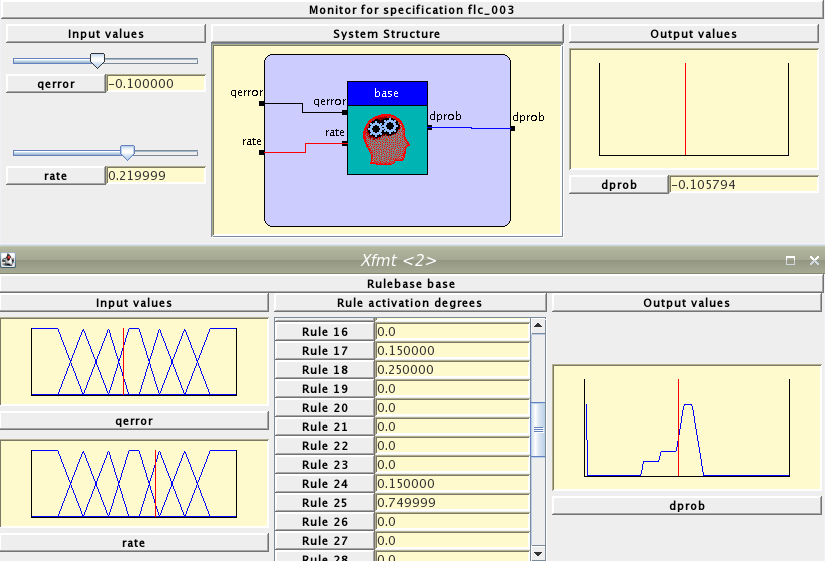 Monitor for specification flc_003
Input values
System Structure
Output values
qerror
-0.100000
rate
0.219999
qerror
rate
qerror
rate
base
dprob
dprob
dprob
-0.105794
Xfmt <2>
Rulebase base
Input values
Rule activation degrees
Output values
qerror
rate
Rule 16 0.0
Rule 17 0.150000
Rule 18 0.250000
Rule 19 0.0
Rule 20 0.0
Rule 21 0.0
Rule 22 0.0
Rule 23 0.0
Rule 24 0.150000
Rule 25 0.749999
Rule 26 0.0
Rule 27 0.0
Rule 28 0.0
dprob